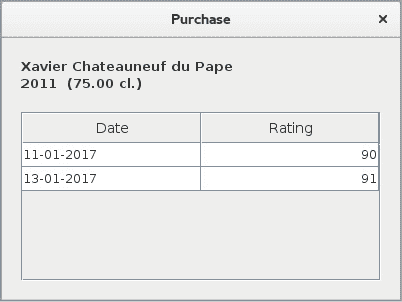 Purchase ×
Xavier Chateauneuf du Pape
2011 (75.00 cl.)
Date Rating
11-01-2017 90
13-01-2017 91